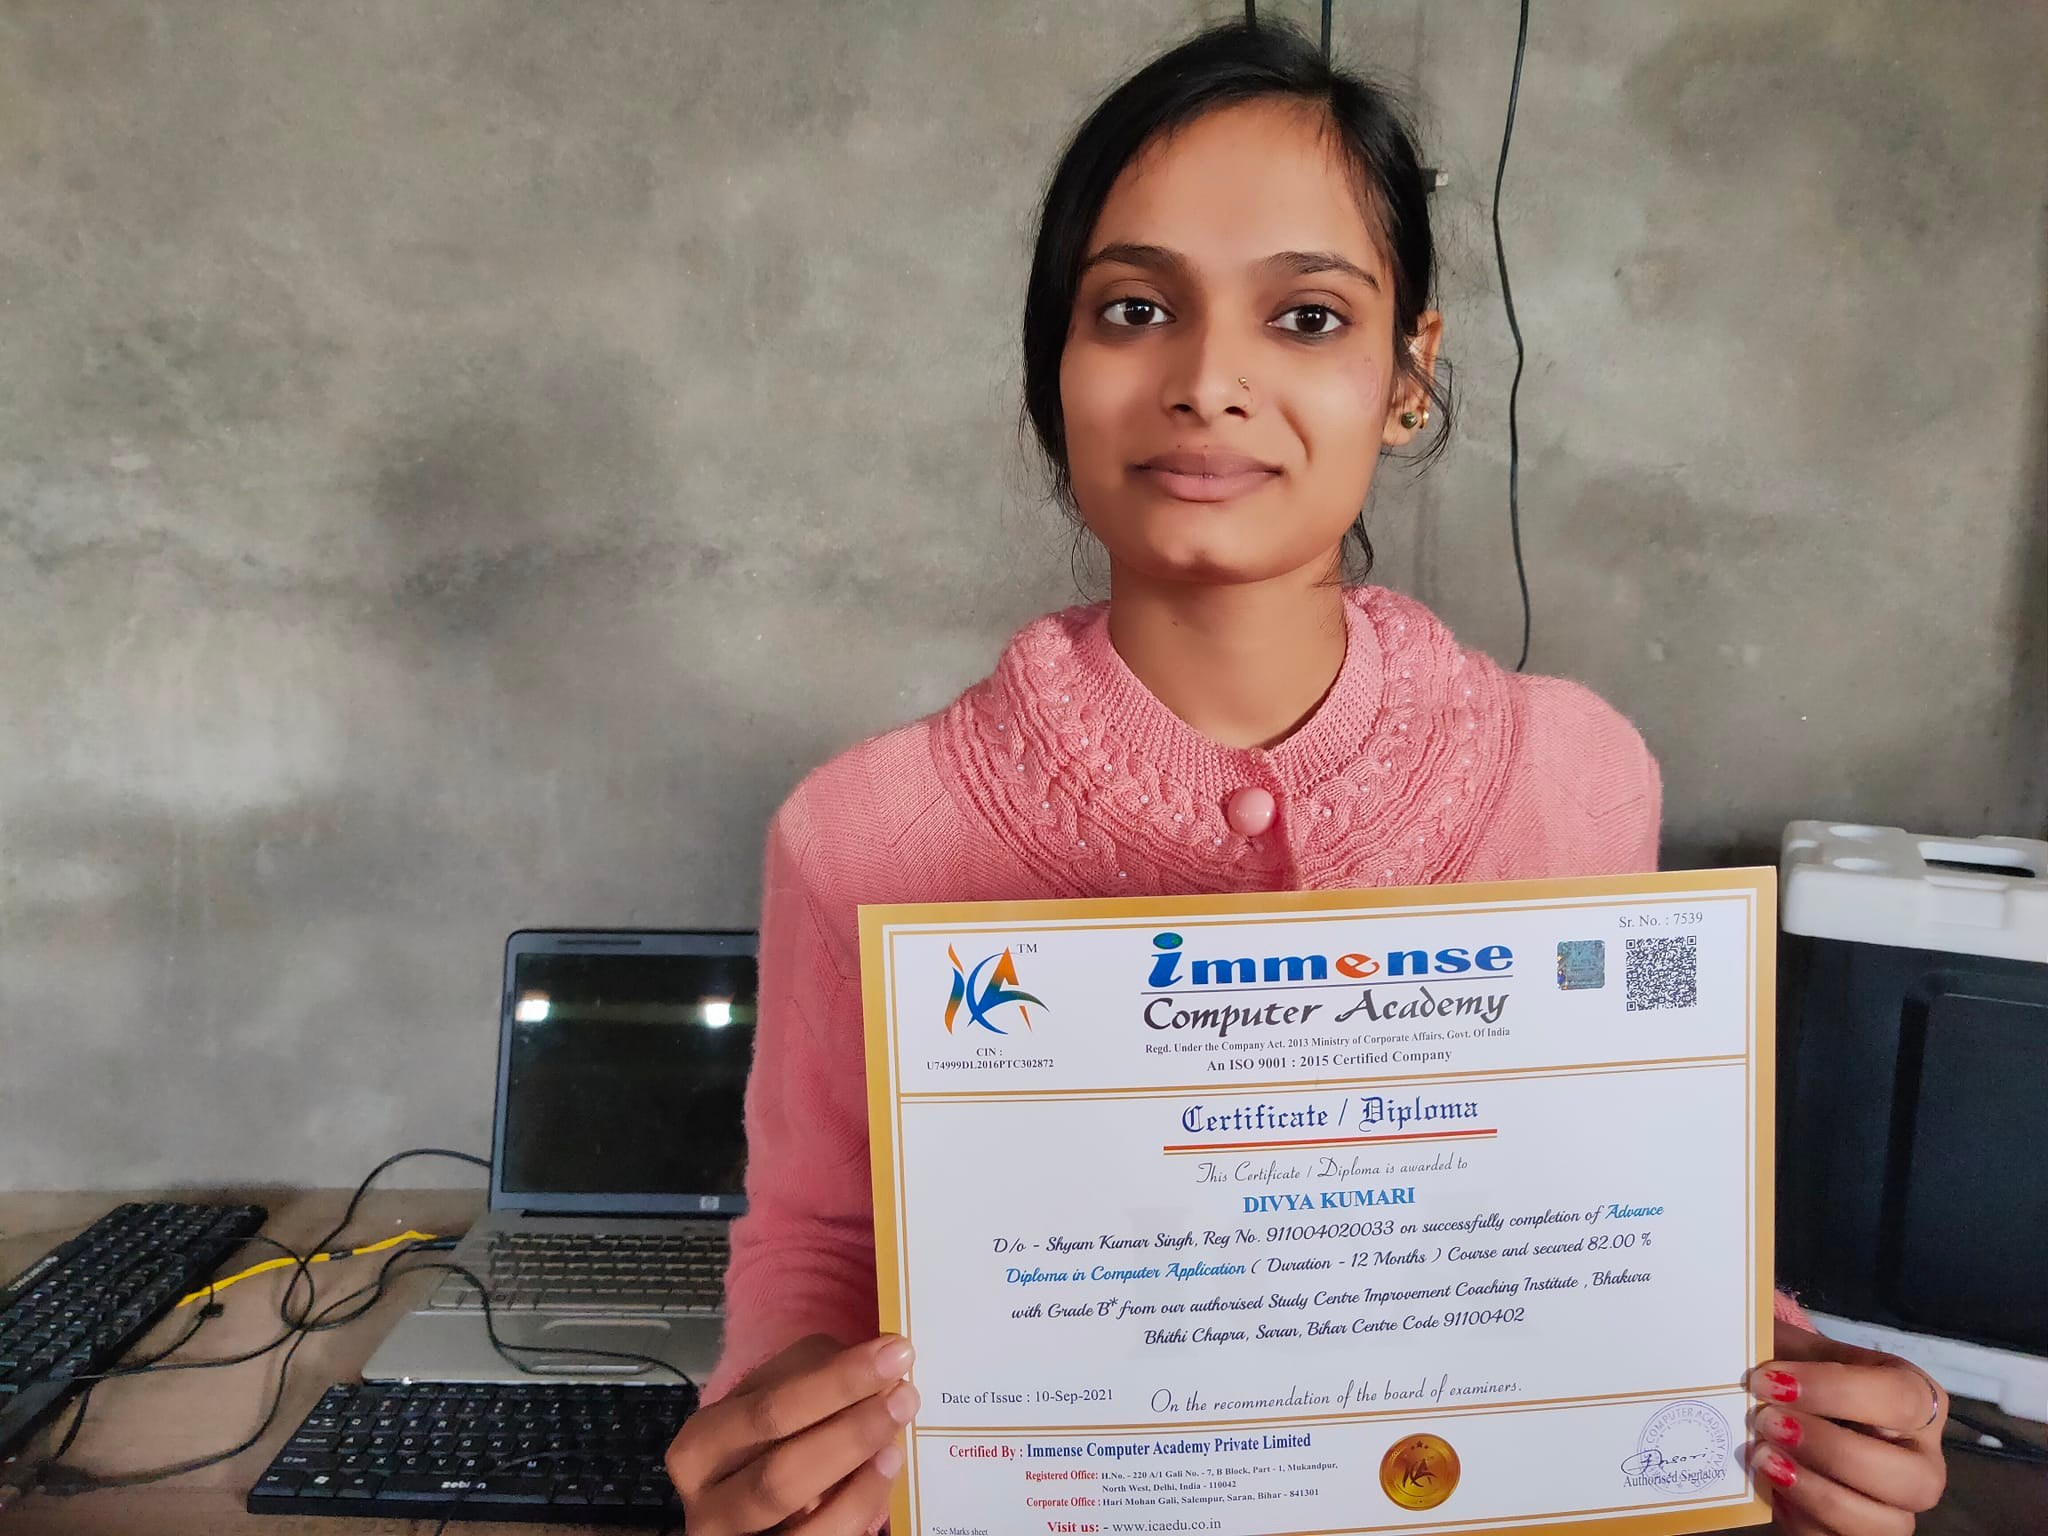 Sr. No. : 7539
ICA TM
immense
Computer Academy
Regd. Under the Company Act. 2013 Ministry of Corporate Affairs, Govt. Of India
An ISO 9001 : 2015 Certified Company
CIN :
U74999DL2016PTC302872
Certificate / Diploma
This Certificate / Diploma is awarded to
DIVYA KUMARI
D/o - Shyam Kumar Singh, Reg No. 911004020033 on successfully completion of Advance
Diploma in Computer Application ( Duration - 12 Months ) Course and secured 82.00 %
with Grade B* from our authorised Study Centre Improvement Coaching Institute , Bhakura
Bhithi Chapra, Saran, Bihar Centre Code 91100402
Date of Issue : 10-Sep-2021
On the recommendation of the board of examiners.
Certified By : Immense Computer Academy Private Limited
Registered Office: H.No. - 220 A/1 Gali No. - 7, B Block, Part - 1, Mukandpur,
North West, Delhi, India - 110042
Corporate Office : Hari Mohan Gali, Salempur, Saran, Bihar - 841301
Visit us: - www.icaedu.co.in
*See Marks sheet
ICA
COMPUTER ACADEMY
Authorised Signatory
hp
zebion